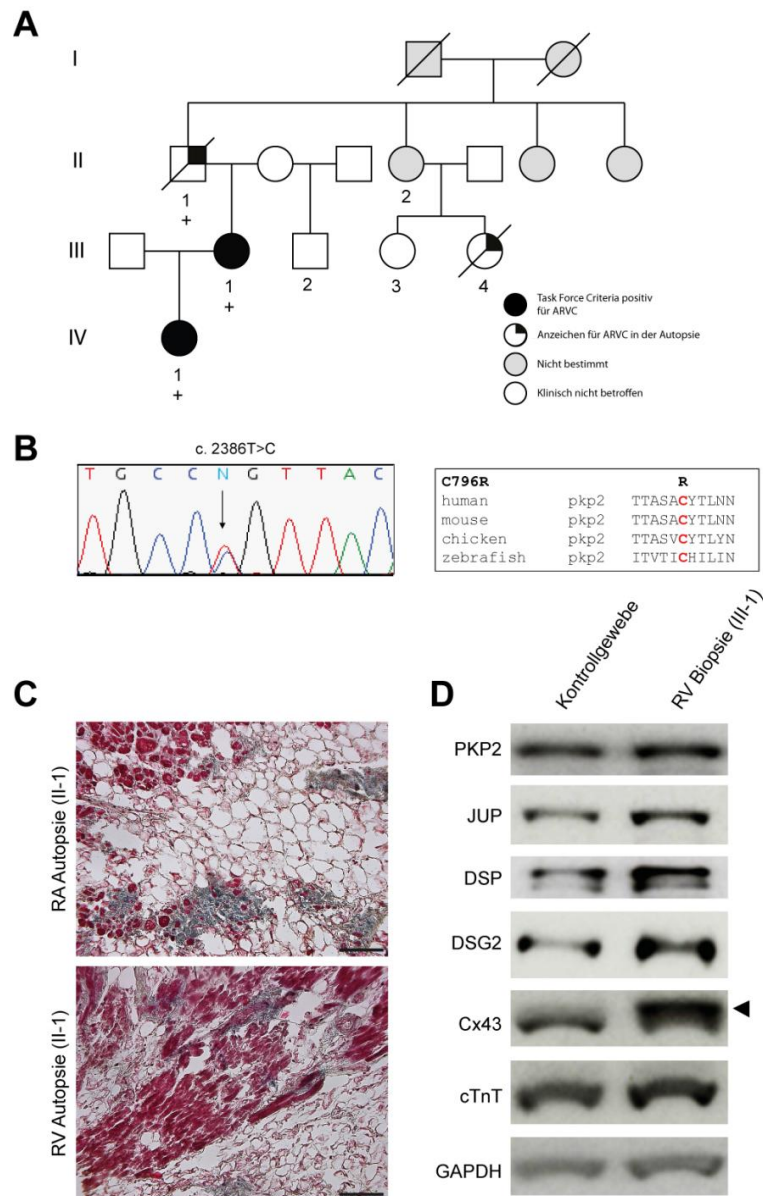 A
I
II
1
+
2
III
1
+
2
3
4
IV
1
+
Task Force Criteria positiv
für ARVC
Anzeichen für ARVC in der Autopsie
Nicht bestimmt
Klinisch nicht betroffen
B
c. 2386T>C
T G C C N G T T A C
C796R R
human pkp2 TTASACYTLNN
mouse pkp2 TTASACYTLNN
chicken pkp2 TTASVCYTLYN
zebrafish pkp2 ITVTICHILIN
C
RA Autopsie (II-1)
RV Autopsie (II-1)
D
Kontrollgewebe
RV Biopsie (III-1)
PKP2
JUP
DSP
DSG2
Cx43
cTnT
GAPDH